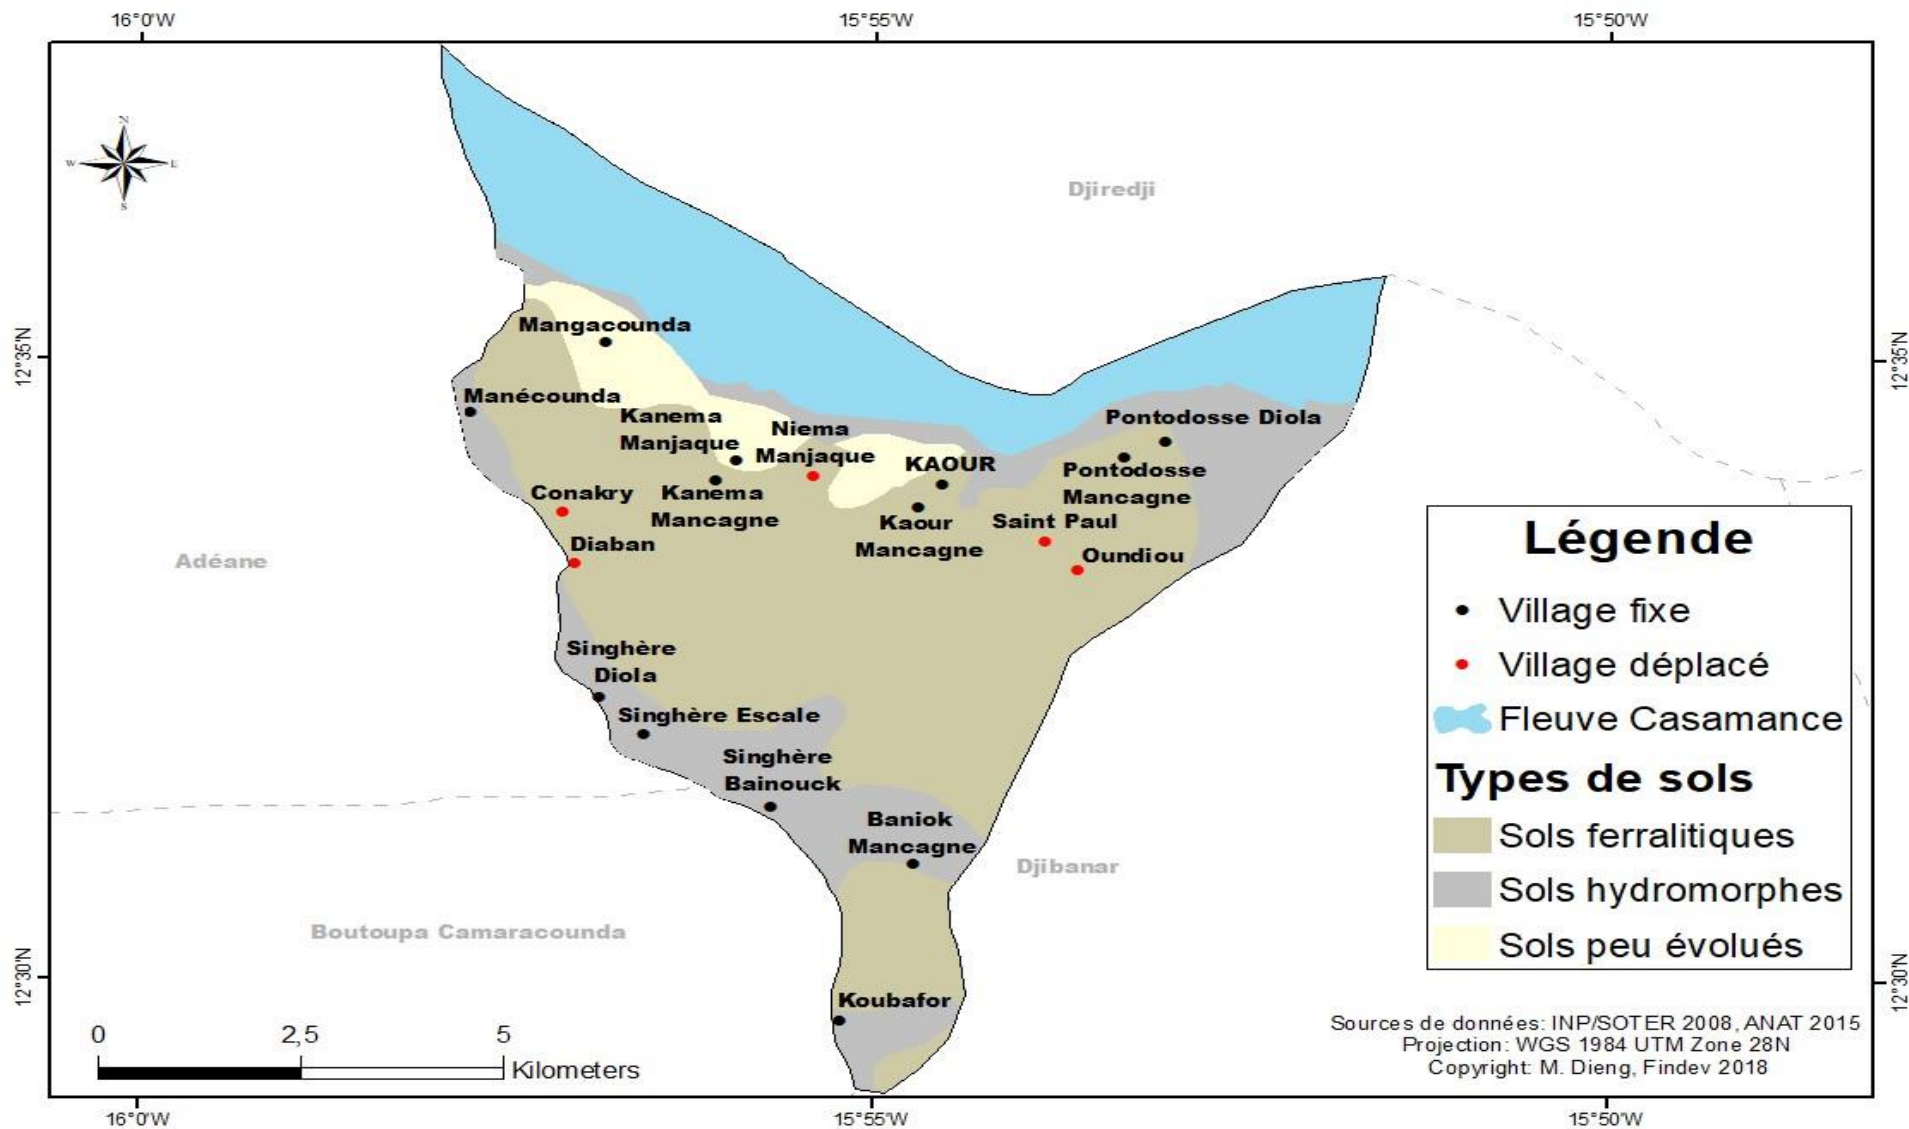 16°0'W
15°55'W
15°50'W
N
W
E
S
Djiredji
12°35'N
12°35'N
Mangacounda
Manécounda
Kanema
Manjaque
Niema
Manjaque
Pontodosse Diola
KAOUR
Pontodosse
Mancagne
Conakry
Kanema
Mancagne
Kaour
Mancagne
Saint Paul
Diaban
Oundiou
Adéane
Singhère
Diola
Singhère Escale
Singhère
Bainouck
Baniok
Mancagne
Djibanar
Boutoupa Camaracounda
Koubafor
12°30'N
12°30'N
Légende
Village fixe
Village déplacé
Fleuve Casamance
Types de sols
Sols ferralitiques
Sols hydromorphes
Sols peu évolués
0
2,5
5
Kilometers
Sources de données: INP/SOTER 2008, ANAT 2015
Projection: WGS 1984 UTM Zone 28N
Copyright: M. Dieng, Findev 2018
16°0'W
15°55'W
15°50'W